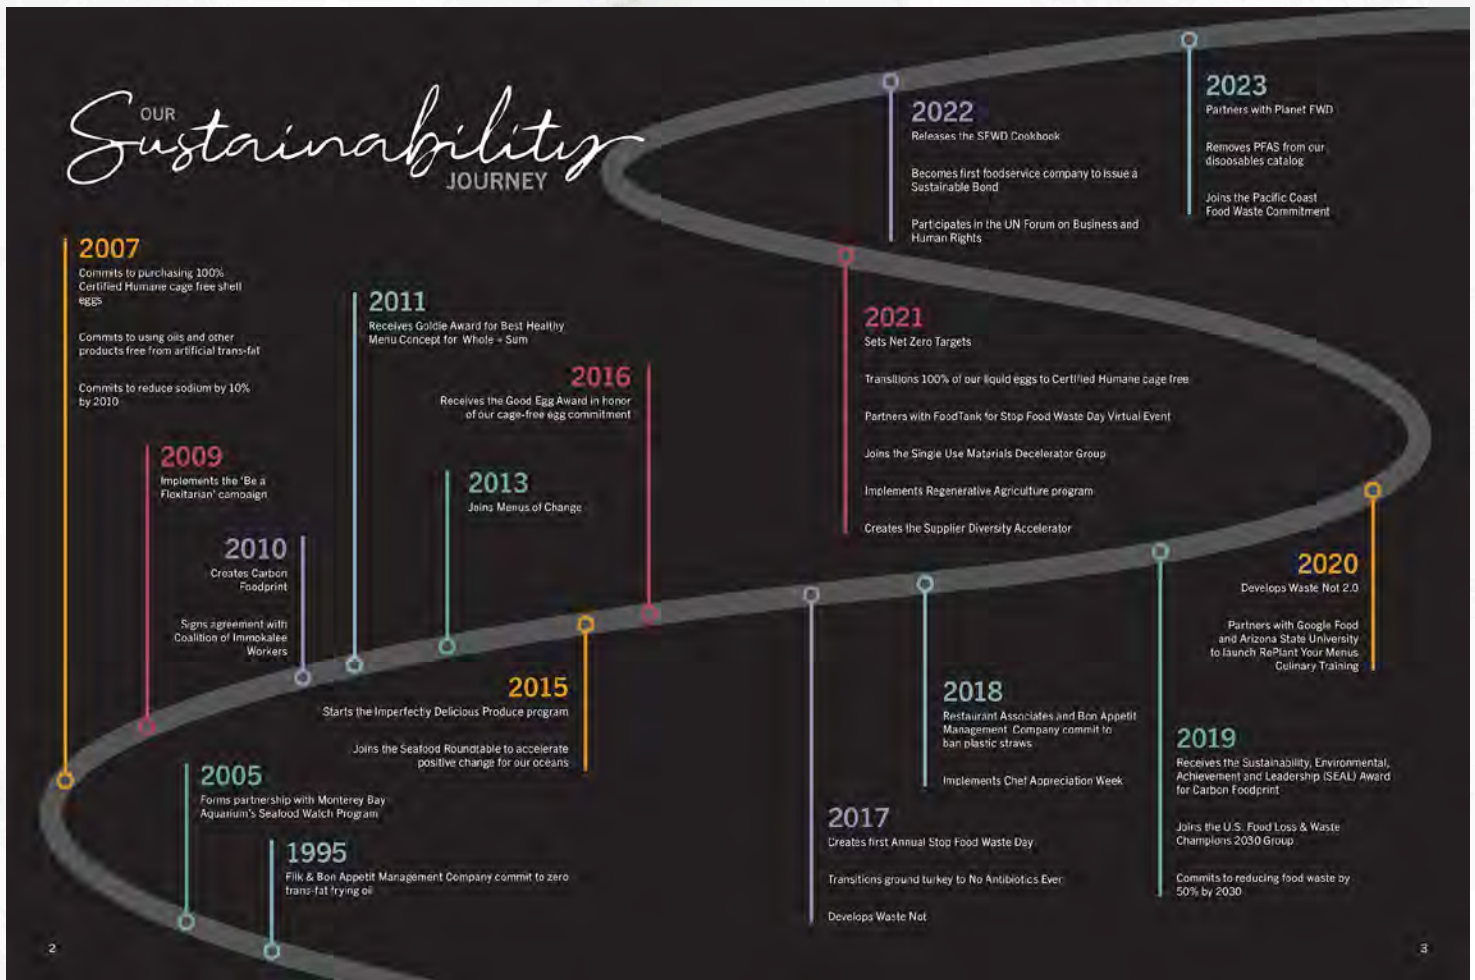 OUR
Sustainability
JOURNEY
2007
Commits to purchasing 100%
Certified Humane cage free shell
eggs
Commits to using oils and other
products free from artificial trans-fat
Commits to reduce sodium by 10%
by 2010
2009
Implements the 'Be a
Flexitarian' campaign
2010
Creates Carbon
Foodprint
Signs agreement with
Coalition of Immokalee
Workers
2011
Receives Goldie Award for Best Healthy
Menu Concept for Whole + Sum
2013
Joins Menus of Change
2016
Receives the Good Egg Award in honor
of our cage-free egg commitment
2015
Starts the Imperfectly Delicious Produce program
Joins the Seafood Roundtable to accelerate
positive change for our oceans
2005
Forms partnership with Monterey Bay
Aquarium's Seafood Watch Program
1995
Flik & Bon Appetit Management Company commit to zero
trans-fat frying oil
2
2022
Releases the SFWD Cookbook
Becomes first foodservice company to issue a
Sustainable Bond
Participates in the UN Forum on Business and
Human Rights
2023
Partners with Planet FWD
Removes PFAS from our
disposables catalog
Joins the Pacific Coast
Food Waste Commitment
2021
Sets Net Zero Targets
Transitions 100% of our liquid eggs to Certified Humane cage free
Partners with FoodTank for Stop Food Waste Day Virtual Event
Joins the Single Use Materials Decelerator Group
Implements Regenerative Agriculture program
Creates the Supplier Diversity Accelerator
2020
Develops Waste Not 2.0
Partners with Google Food
and Arizona State University
to launch RePlant Your Menus
Culinary Training
2018
Restaurant Associates and Bon Appetit
Management Company commit to
ban plastic straws
Implements Chef Appreciation Week
2019
Receives the Sustainability, Environmental,
Achievement and Leadership (SEAL) Award
for Carbon Foodprint
Joins the U.S. Food Loss & Waste
Champions 2030 Group
Commits to reducing food waste by
50% by 2030
2017
Creates first Annual Stop Food Waste Day
Transitions ground turkey to No Antibiotics Ever
Develops Waste Not
3